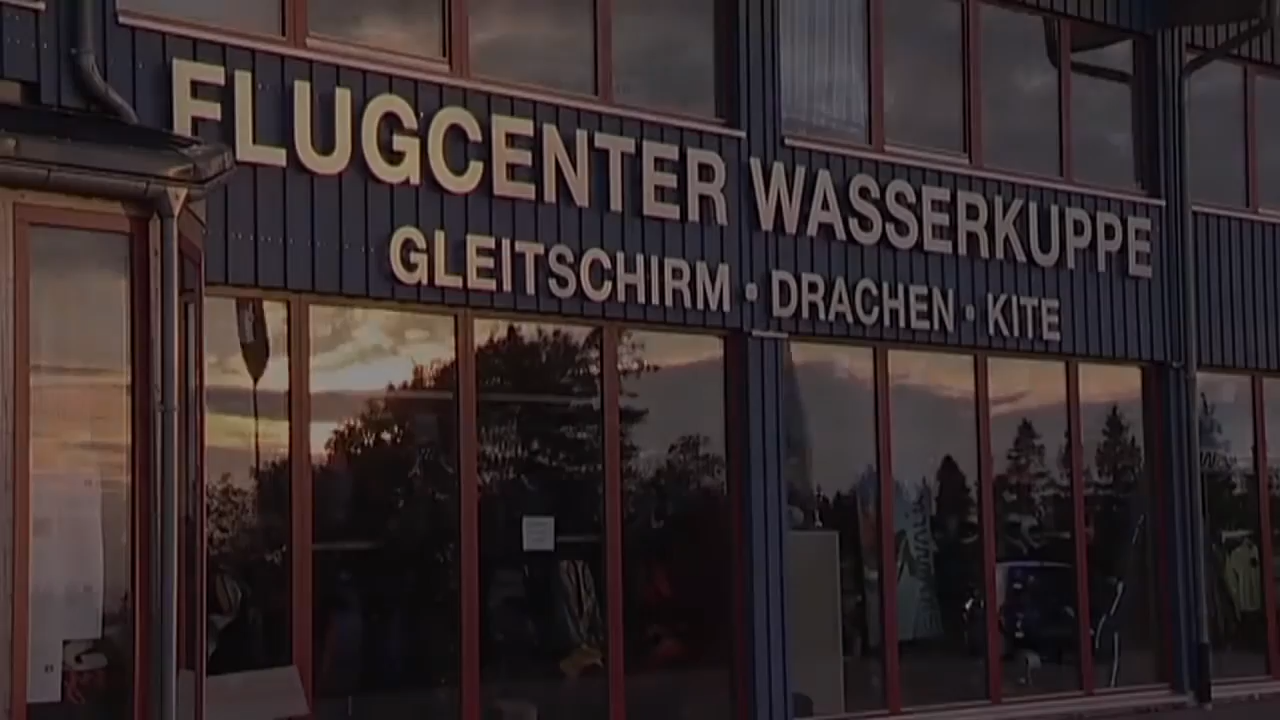 FLUGCENTER WASSERKUPPE
GLEITSCHIRM · DRACHEN · KITE